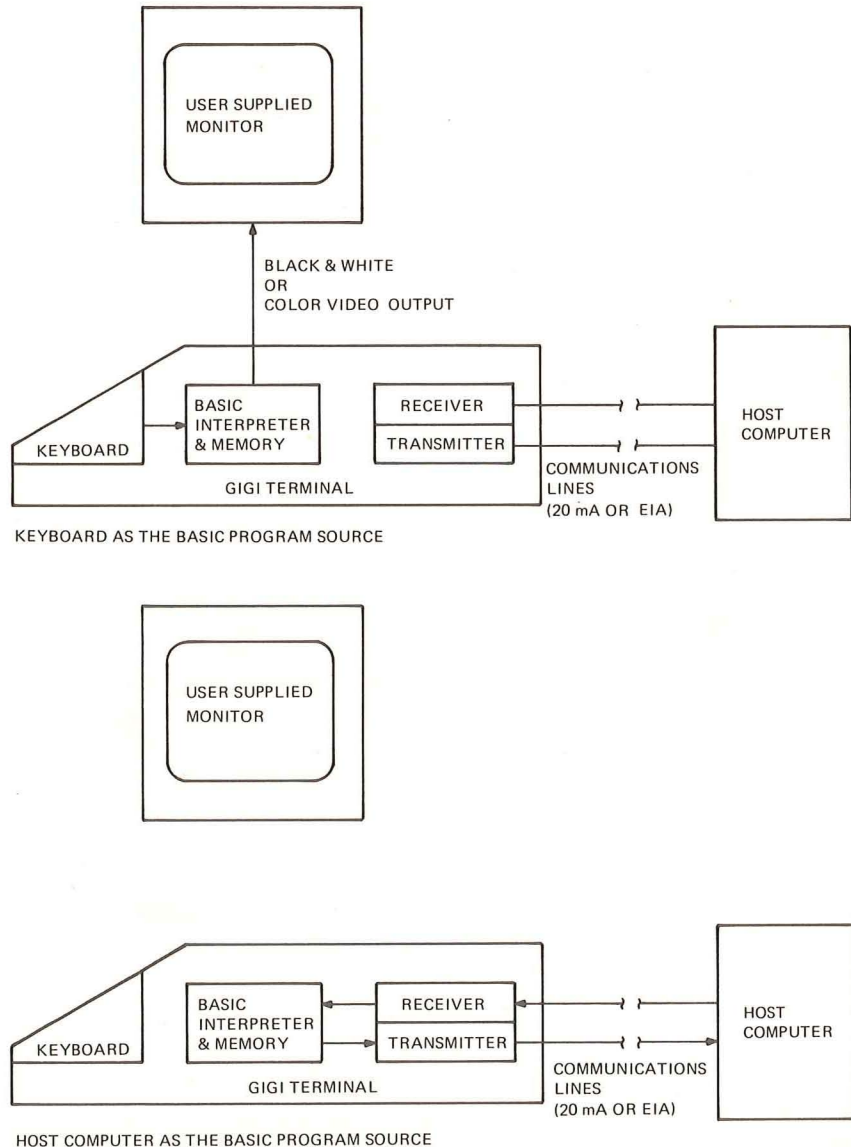 USER SUPPLIED
MONITOR
BLACK & WHITE
OR
COLOR VIDEO OUTPUT
KEYBOARD
BASIC
INTERPRETER
& MEMORY
RECEIVER
TRANSMITTER
GIGI TERMINAL
COMMUNICATIONS
LINES
(20 mA OR EIA)
HOST
COMPUTER
KEYBOARD AS THE BASIC PROGRAM SOURCE
USER SUPPLIED
MONITOR
KEYBOARD
BASIC
INTERPRETER
& MEMORY
RECEIVER
TRANSMITTER
GIGI TERMINAL
COMMUNICATIONS
LINES
(20 mA OR EIA)
HOST
COMPUTER
HOST COMPUTER AS THE BASIC PROGRAM SOURCE